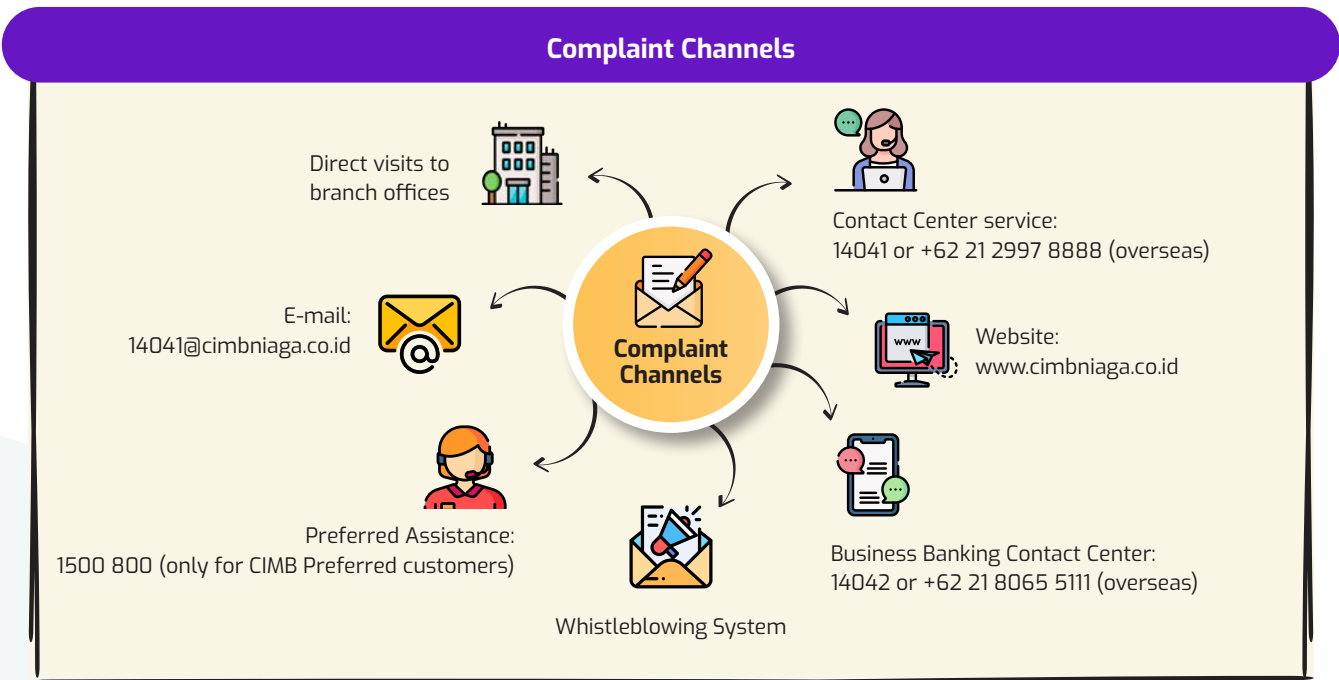 Complaint Channels
Direct visits to
branch offices
Contact Center service:
14041 or +62 21 2997 8888 (overseas)
E-mail:
14041@cimbniaga.co.id
Complaint
Channels
www
Website:
www.cimbniaga.co.id
Preferred Assistance:
1500 800 (only for CIMB Preferred customers)
Business Banking Contact Center:
14042 or +62 21 8065 5111 (overseas)
Whistleblowing System